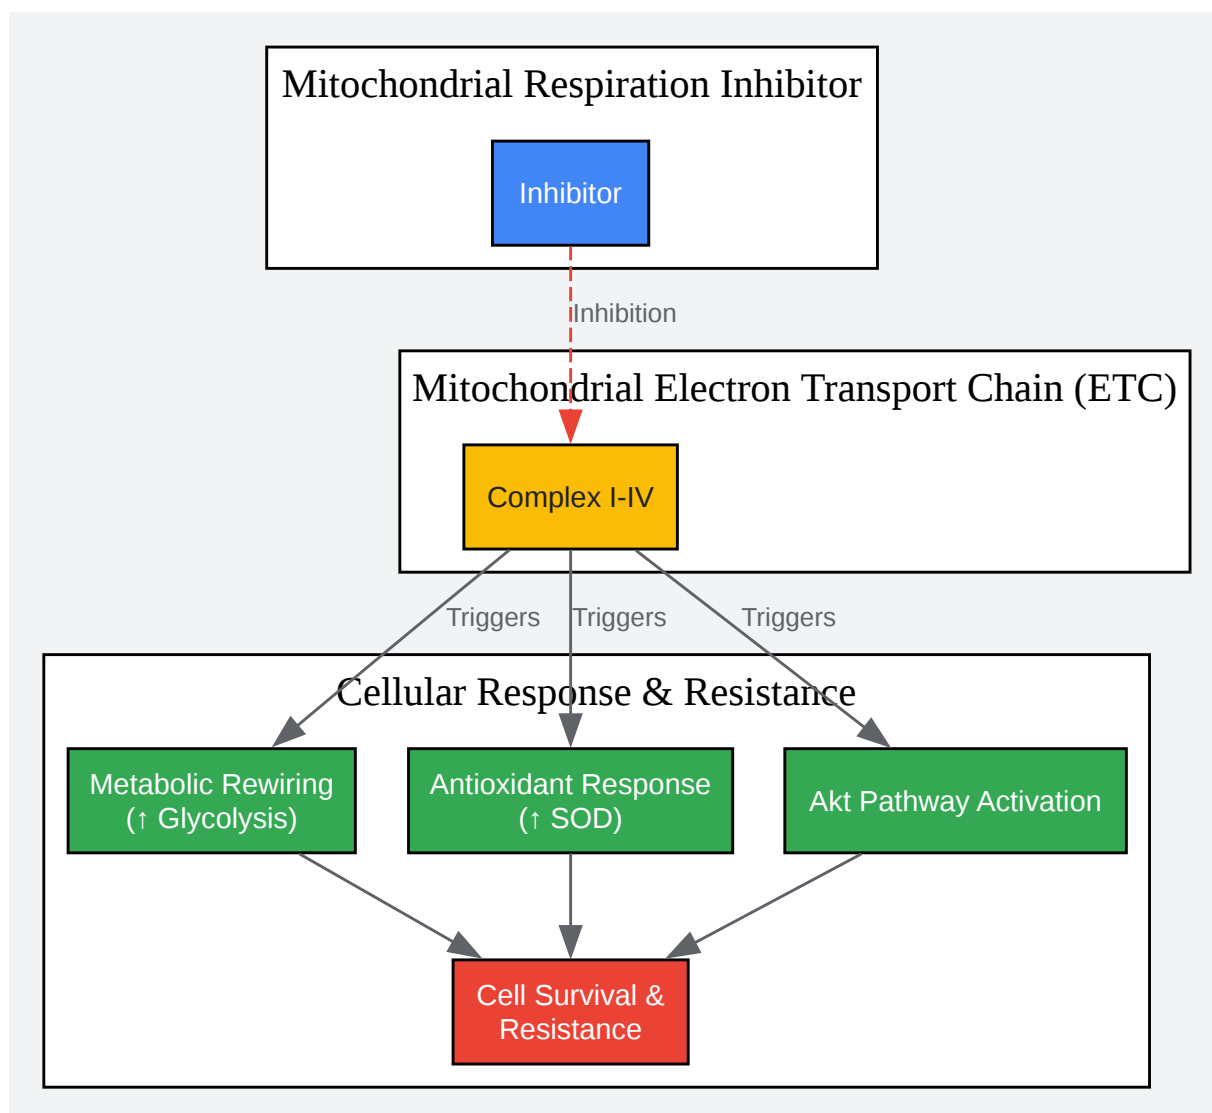 Mitochondrial Respiration Inhibitor
Inhibitor
Inhibition
Mitochondrial Electron Transport Chain (ETC)
Complex I-IV
Triggers
Triggers
Triggers
Cellular Response & Resistance
Metabolic Rewiring
(↑ Glycolysis)
Antioxidant Response
(↑ SOD)
Akt Pathway Activation
Cell Survival &
Resistance